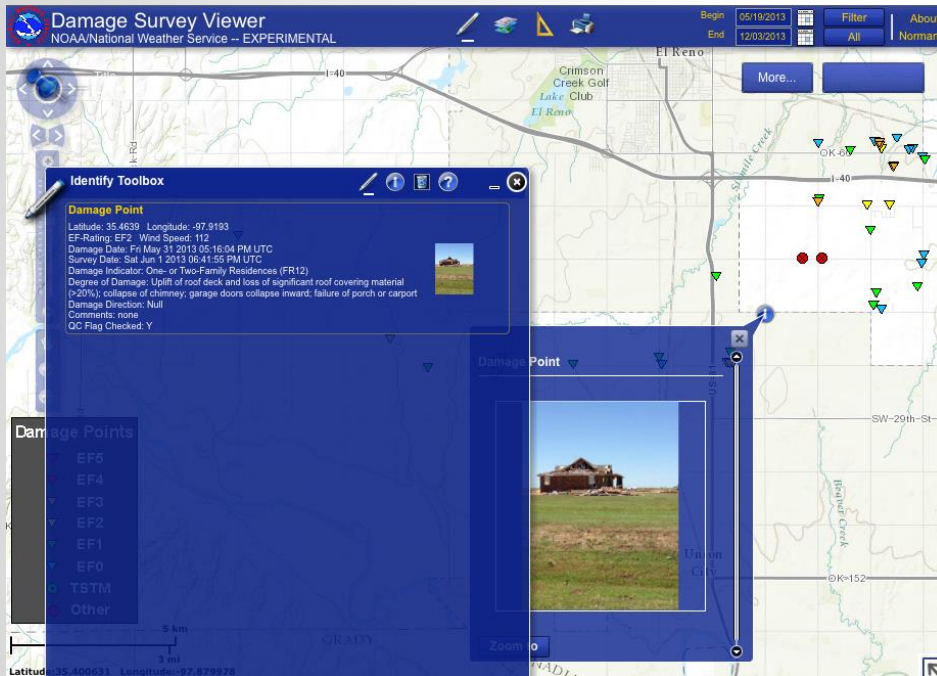 Damage Survey Viewer
NOAA/National Weather Service -- EXPERIMENTAL
Begin 05/19/2013 Filter
End 12/03/2013 All
Abou
Norman
More...
El Reno
I-40
Crimson
Creek Golf
Club
Lake
El Reno
OK-66
I-40
Identify Toolbox
Damage Point
Latitude: 35.4639 Longitude: -97.9193
EF-Rating: EF2 Wind Speed: 112
Damage Date: Fri May 31 2013 05:16:04 PM UTC
Survey Date: Sat Jun 1 2013 06:41:55 PM UTC
Damage Indicator: One- or Two-Family Residences (FR12)
Degree of Damage: Uplift of roof deck and loss of significant roof covering material
(>20%); collapse of chimney; garage doors collapse inward; failure of porch or carport
Damage Direction: Null
Comments: none
QC Flag Checked: Y
Damage Point
US-81
SW-29th-St
Beaver Creek
Union
City
OK-152
Zoom to
Damage Points
EF5
EF4
EF3
EF2
EF1
EF0
TSTM
Other
5 km
3 mi
GRADY
Latitude:35.400631 Longitude:-97.879978